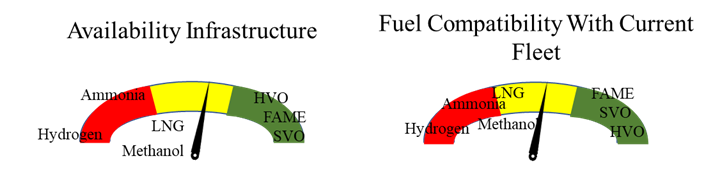 Availability Infrastructure
Ammonia
HVO
FAME
LNG
SVO
Hydrogen
Methanol
Fuel Compatibility With Current
Fleet
LNG
FAME
Ammonia
SVO
Methanol
Hydrogen
HVO